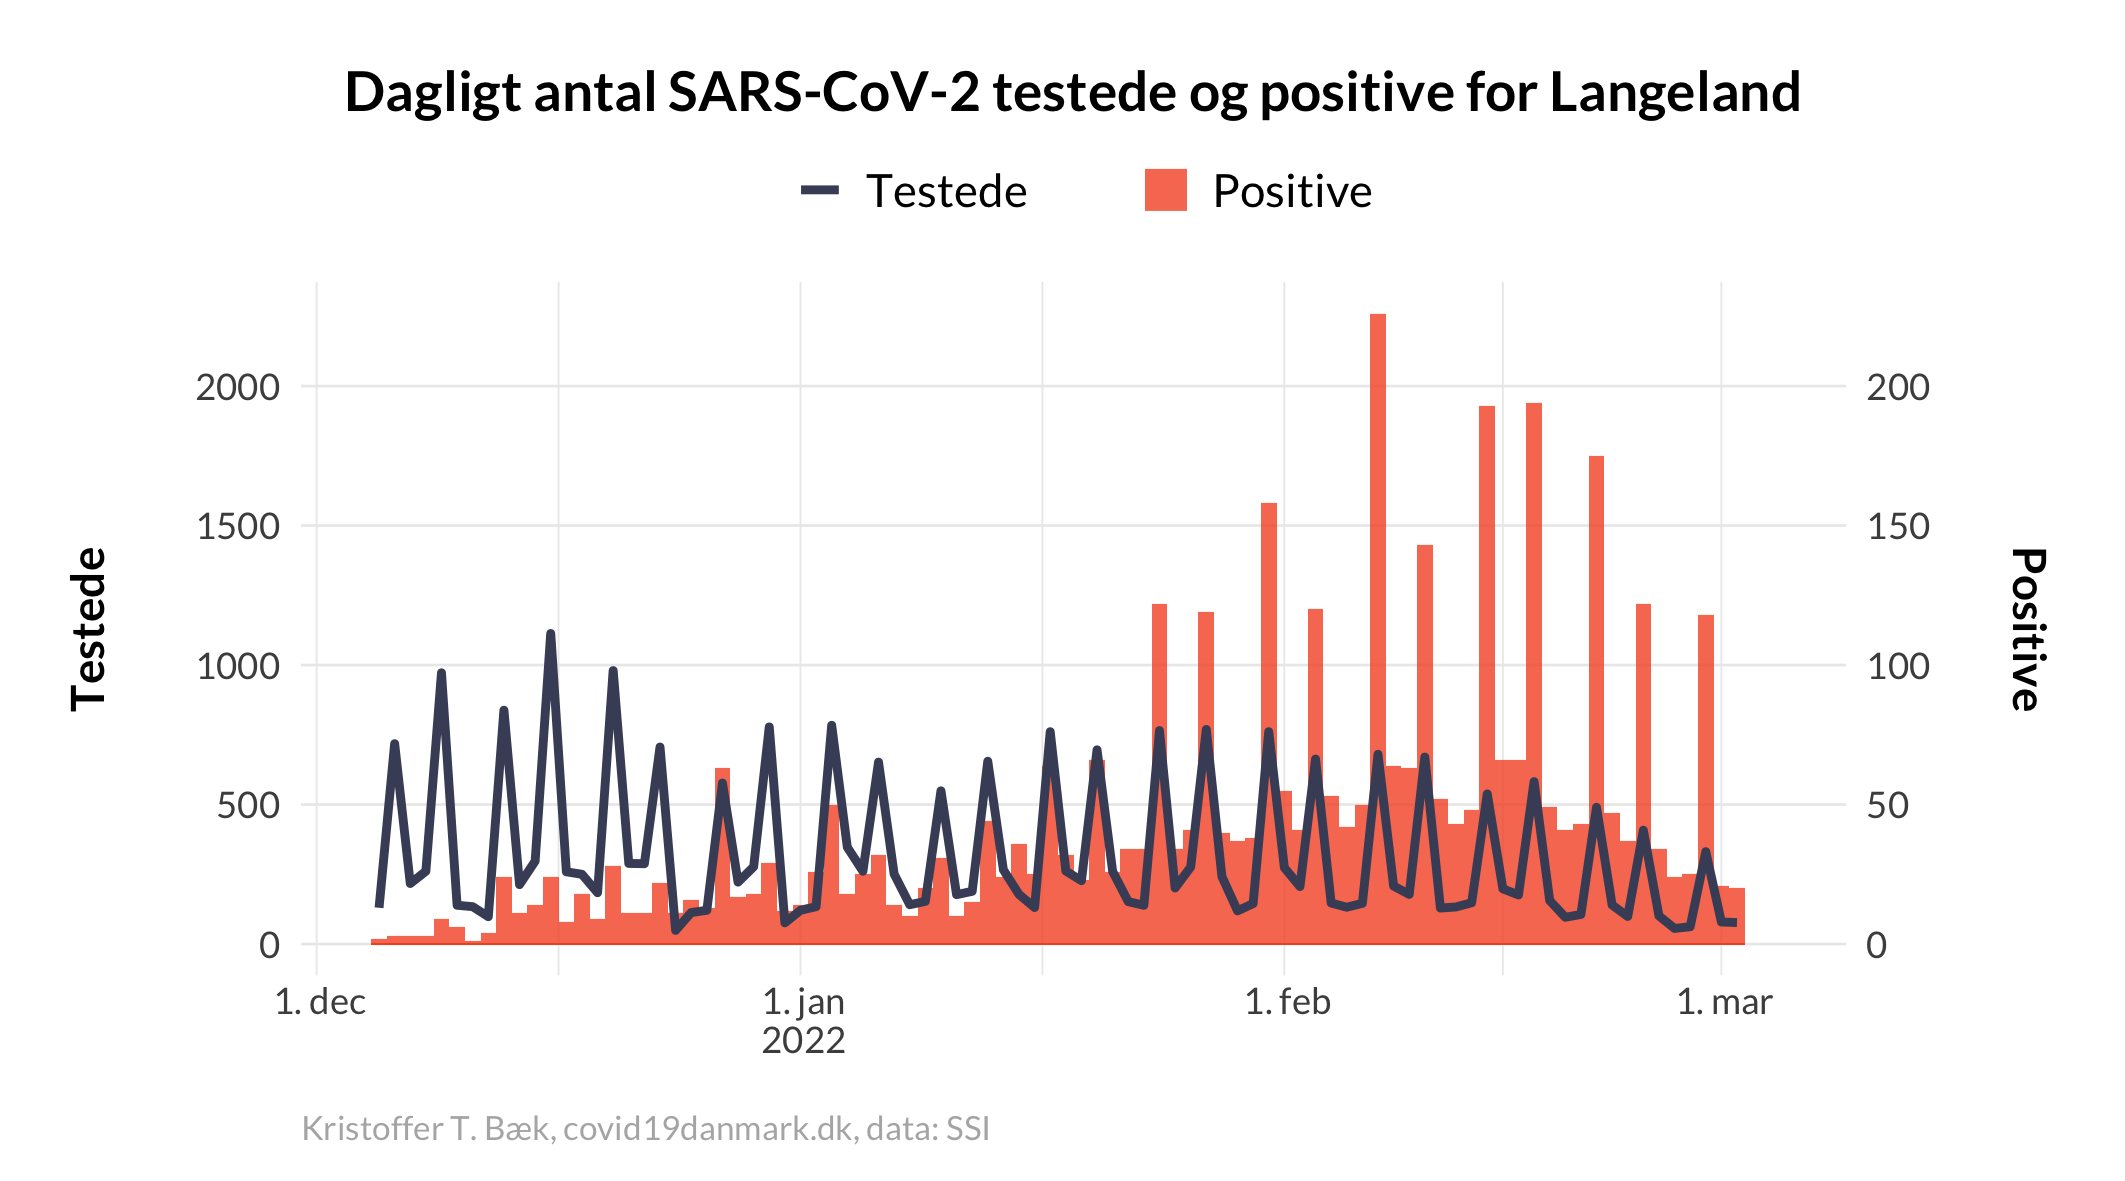 Dagligt antal SARS-CoV-2 testede og positive for Langeland
Testede
Positive
Testede
Positive
2000
1500
1000
500
0
200
150
100
50
0
1. dec
1. jan
2022
1. feb
1. mar
Kristoffer T. Bæk, covid19danmark.dk, data: SSI